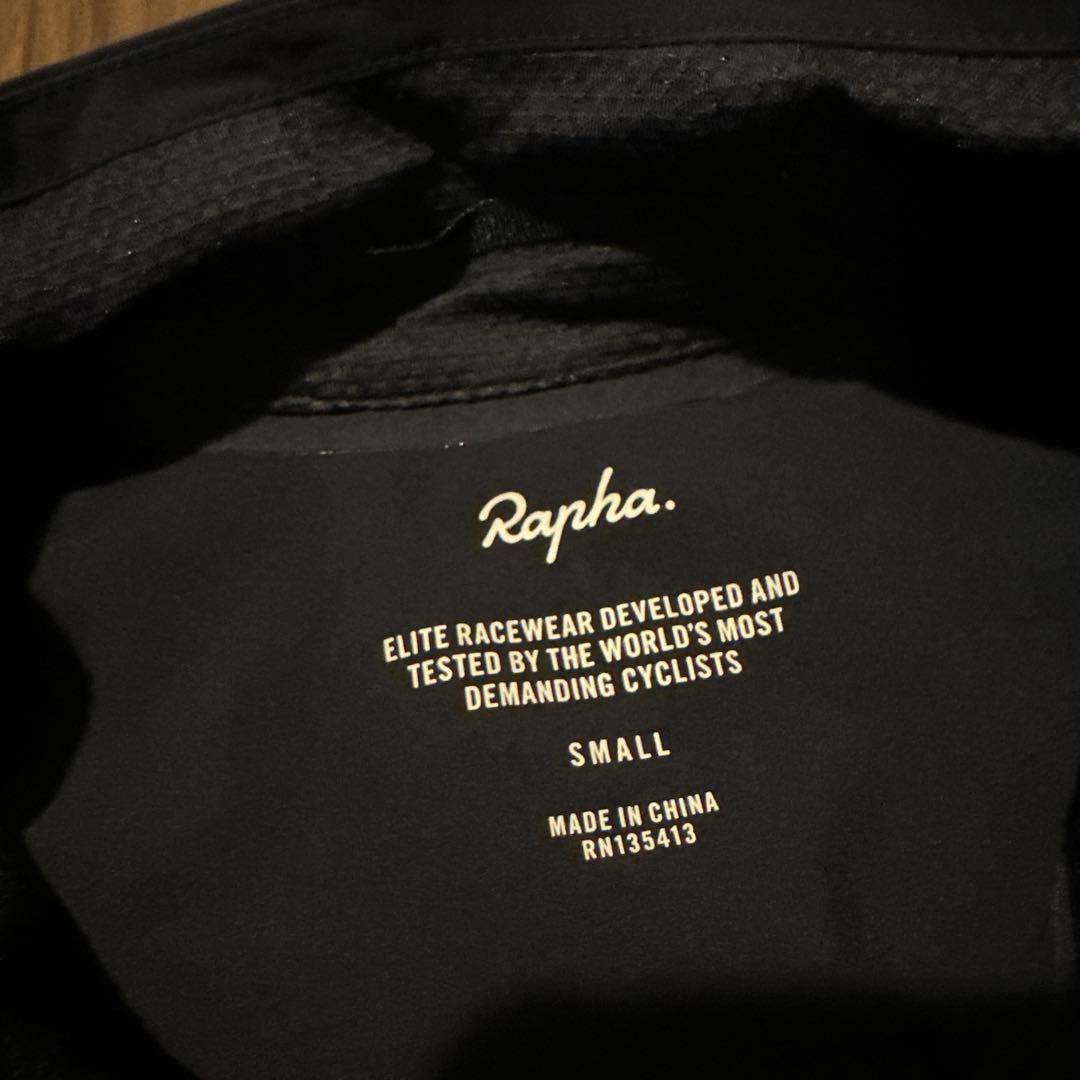 Rapha.
ELITE RACEWEAR DEVELOPED AND
TESTED BY THE WORLD'S MOST
DEMANDING CYCLISTS
SMALL
MADE IN CHINA
RN135413